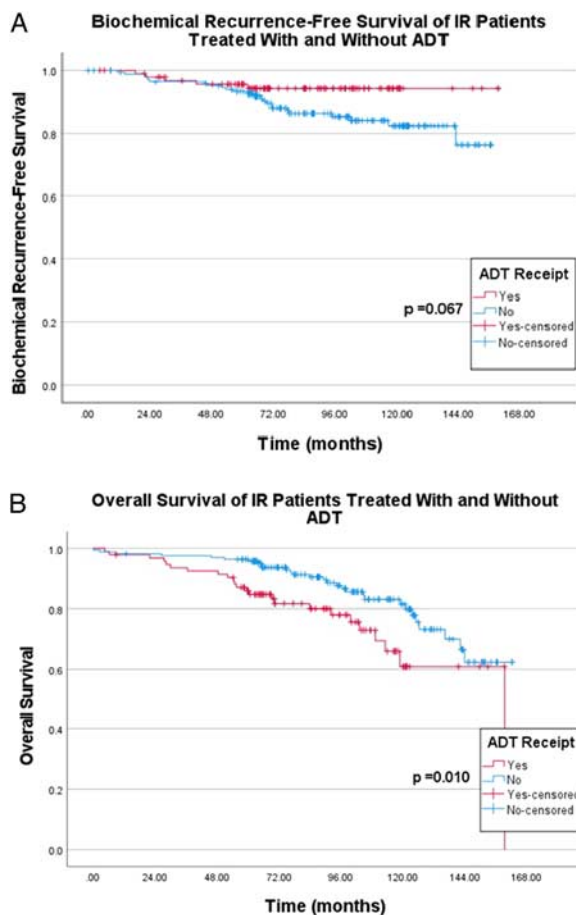 A
Biochemical Recurrence-Free Survival of IR Patients
Treated With and Without ADT
Biochemical Recurrence-Free Survival
1.0
0.8
0.6
0.4
0.2
0.0
ADT Receipt
Yes
No
Yes-censored
No-censored
p =0.067
.00 24.00 48.00 72.00 96.00 120.00 144.00 168.00
Time (months)
B
Overall Survival of IR Patients Treated With and Without
ADT
Overall Survival
1.0
0.8
0.6
0.4
0.2
0.0
ADT Receipt
Yes
No
Yes-censored
No-censored
p =0.010
.00 24.00 48.00 72.00 96.00 120.00 144.00 168.00
Time (months)